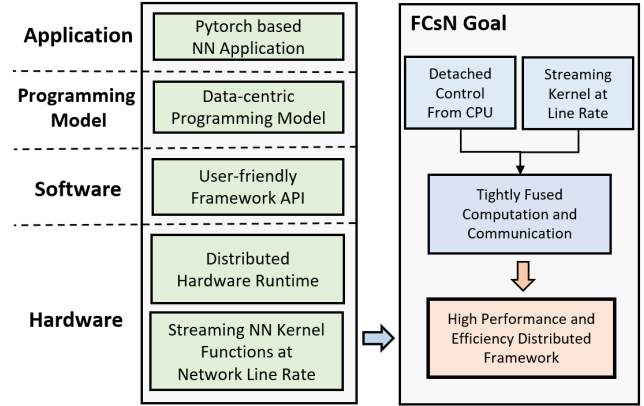 Application
Pytorch based
NN Application
Programming
Model
Data-centric
Programming Model
Software
User-friendly
Framework API
Hardware
Distributed
Hardware Runtime
Streaming NN Kernel
Functions at
Network Line Rate
FCsN Goal
Detached
Control
From CPU
Streaming
Kernel at
Line Rate
Tightly Fused
Computation and
Communication
High Performance and
Efficiency Distributed
Framework